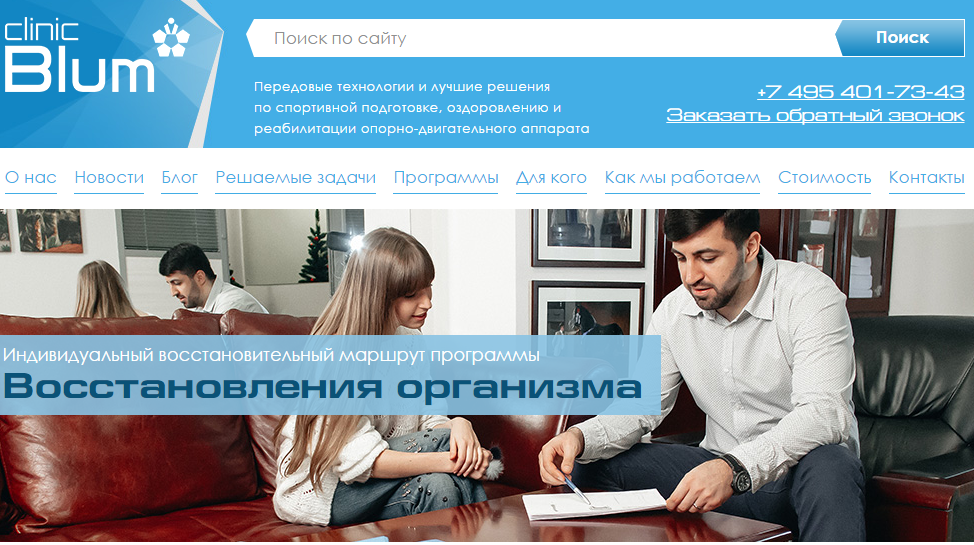 clinic
Blum
Поиск по сайту
Поиск
Передовые технологии и лучшие решения
по спортивной подготовке, оздоровлению и
реабилитации опорно-двигательного аппарата
+7 495 401-73-43
Заказать обратный звонок
О нас Новости Блог Решаемые задачи Программы Для кого Как мы работаем Стоимость Контакты
Индивидуальный восстановительный маршрут программы
Восстановления организма